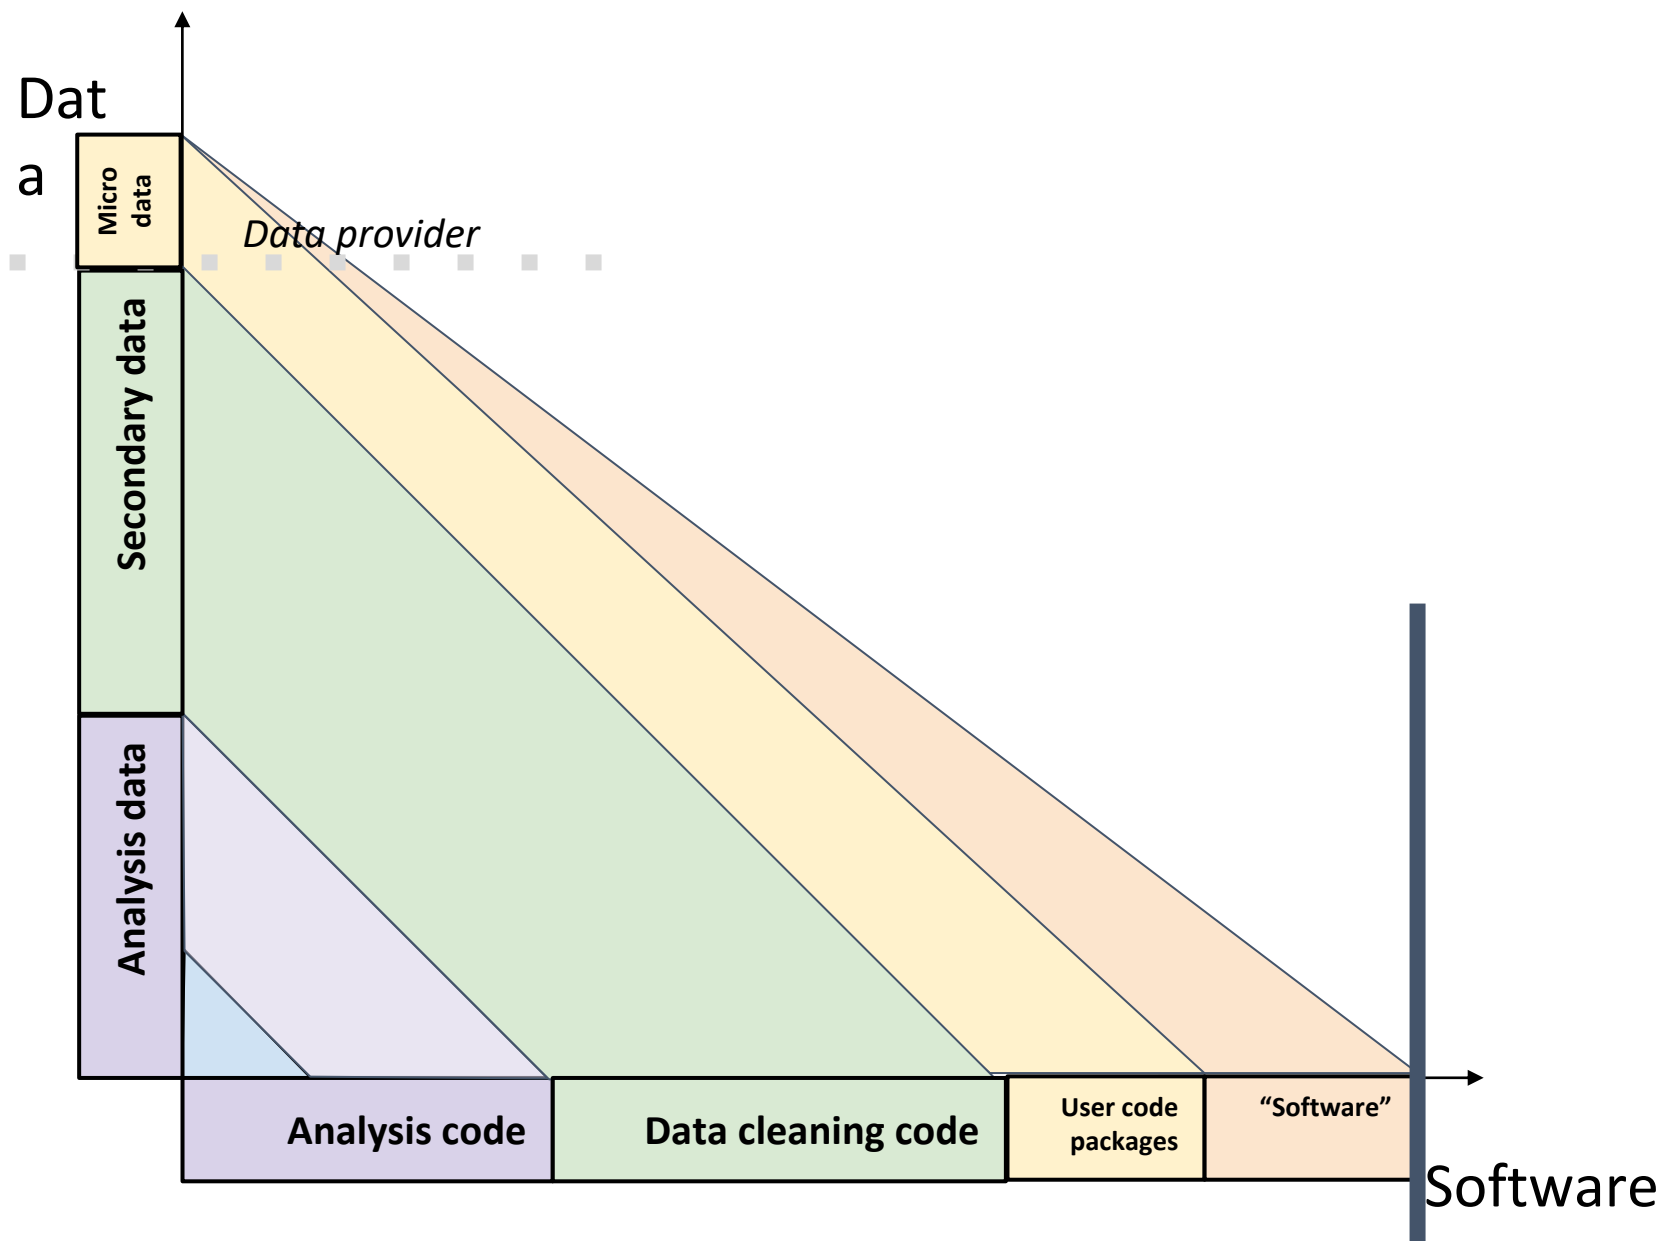 Dat
a
Micro
data
Data provider
Secondary data
Analysis data
Analysis code
Data cleaning code
User code
packages
“Software”
Software